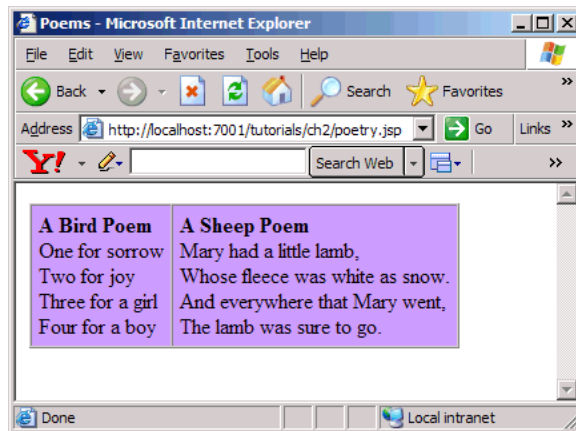 Poems - Microsoft Internet Explorer
File Edit View Favorites Tools Help
Back Search Favorites »
Address http://localhost:7001/tutorials/ch2/poetry.jsp Go Links »
Y! Search Web »
A Bird Poem
One for sorrow
Two for joy
Three for a girl
Four for a boy
A Sheep Poem
Mary had a little lamb,
Whose fleece was white as snow.
And everywhere that Mary went,
The lamb was sure to go.
Done Local intranet